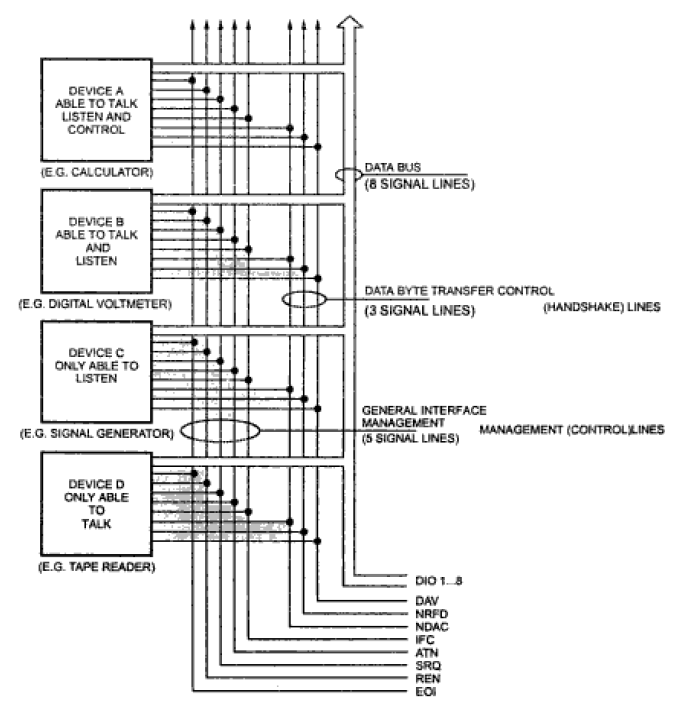 DEVICE A
ABLE TO TALK
LISTEN AND
CONTROL
(E.G. CALCULATOR)
DATA BUS
(8 SIGNAL LINES)
DEVICE B
ABLE TO TALK
AND
LISTEN
(E.G. DIGITAL VOLTMETER)
DATA BYTE TRANSFER CONTROL
(3 SIGNAL LINES)
(HANDSHAKE) LINES
DEVICE C
ONLY ABLE TO
LISTEN
(E.G. SIGNAL GENERATOR)
GENERAL INTERFACE
MANAGEMENT
(5 SIGNAL LINES)
MANAGEMENT (CONTROL)LINES
DEVICE D
ONLY ABLE
TO
TALK
(E.G. TAPE READER)
DIO 1...8
DAV
NRFD
NDAC
IFC
ATN
SRQ
REN
EOI